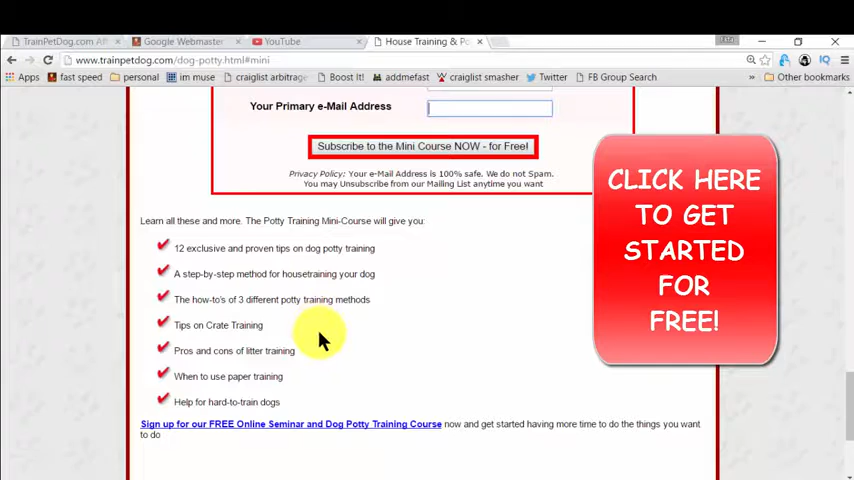 TrainPetDog.com Aff
Google Webmaster
YouTube
House Training & Po
www.trainpetdog.com/dog-potty.html#mini
Apps fast speed personal im muse craiglist arbitrage Boost It! addmefast craiglist smasher Twitter FB Group Search » Other bookmarks
Your Primary e-Mail Address
Subscribe to the Mini Course NOW - for Free!
Privacy Policy: Your e-Mail Address is 100% safe. We do not Spam.
You may Unsubscribe from our Mailing List anytime you want
CLICK HERE
TO GET
STARTED
FOR
FREE!
Learn all these and more. The Potty Training Mini-Course will give you:
12 exclusive and proven tips on dog potty training
A step-by-step method for housetraining your dog
The how-to's of 3 different potty training methods
Tips on Crate Training
Pros and cons of litter training
When to use paper training
Help for hard-to-train dogs
Sign up for our FREE Online Seminar and Dog Potty Training Course now and get started having more time to do the things you want
to do